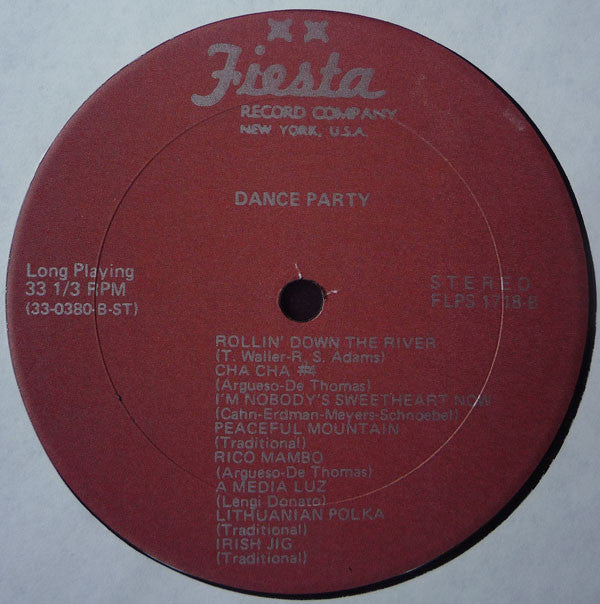 Fiesta
RECORD COMPANY
NEW YORK, U.S.A.
DANCE PARTY
Long Playing
33 1/3 RPM
(33-0380-B-ST)
STEREO
FLPS 1718-B
ROLLIN' DOWN THE RIVER
(T. Waller-R. S. Adams)
CHA CHA #4
(Argueso-De Thomas)
I'M NOBODY'S SWEETHEART NOW
(Cahn-Erdman-Meyers-Schnoebel)
PEACEFUL MOUNTAIN
(Traditional)
RICO MAMBO
(Argueso-De Thomas)
A MEDIA LUZ
(Lengi Donato)
LITHUANIAN POLKA
(Traditional)
IRISH JIG
(Traditional)